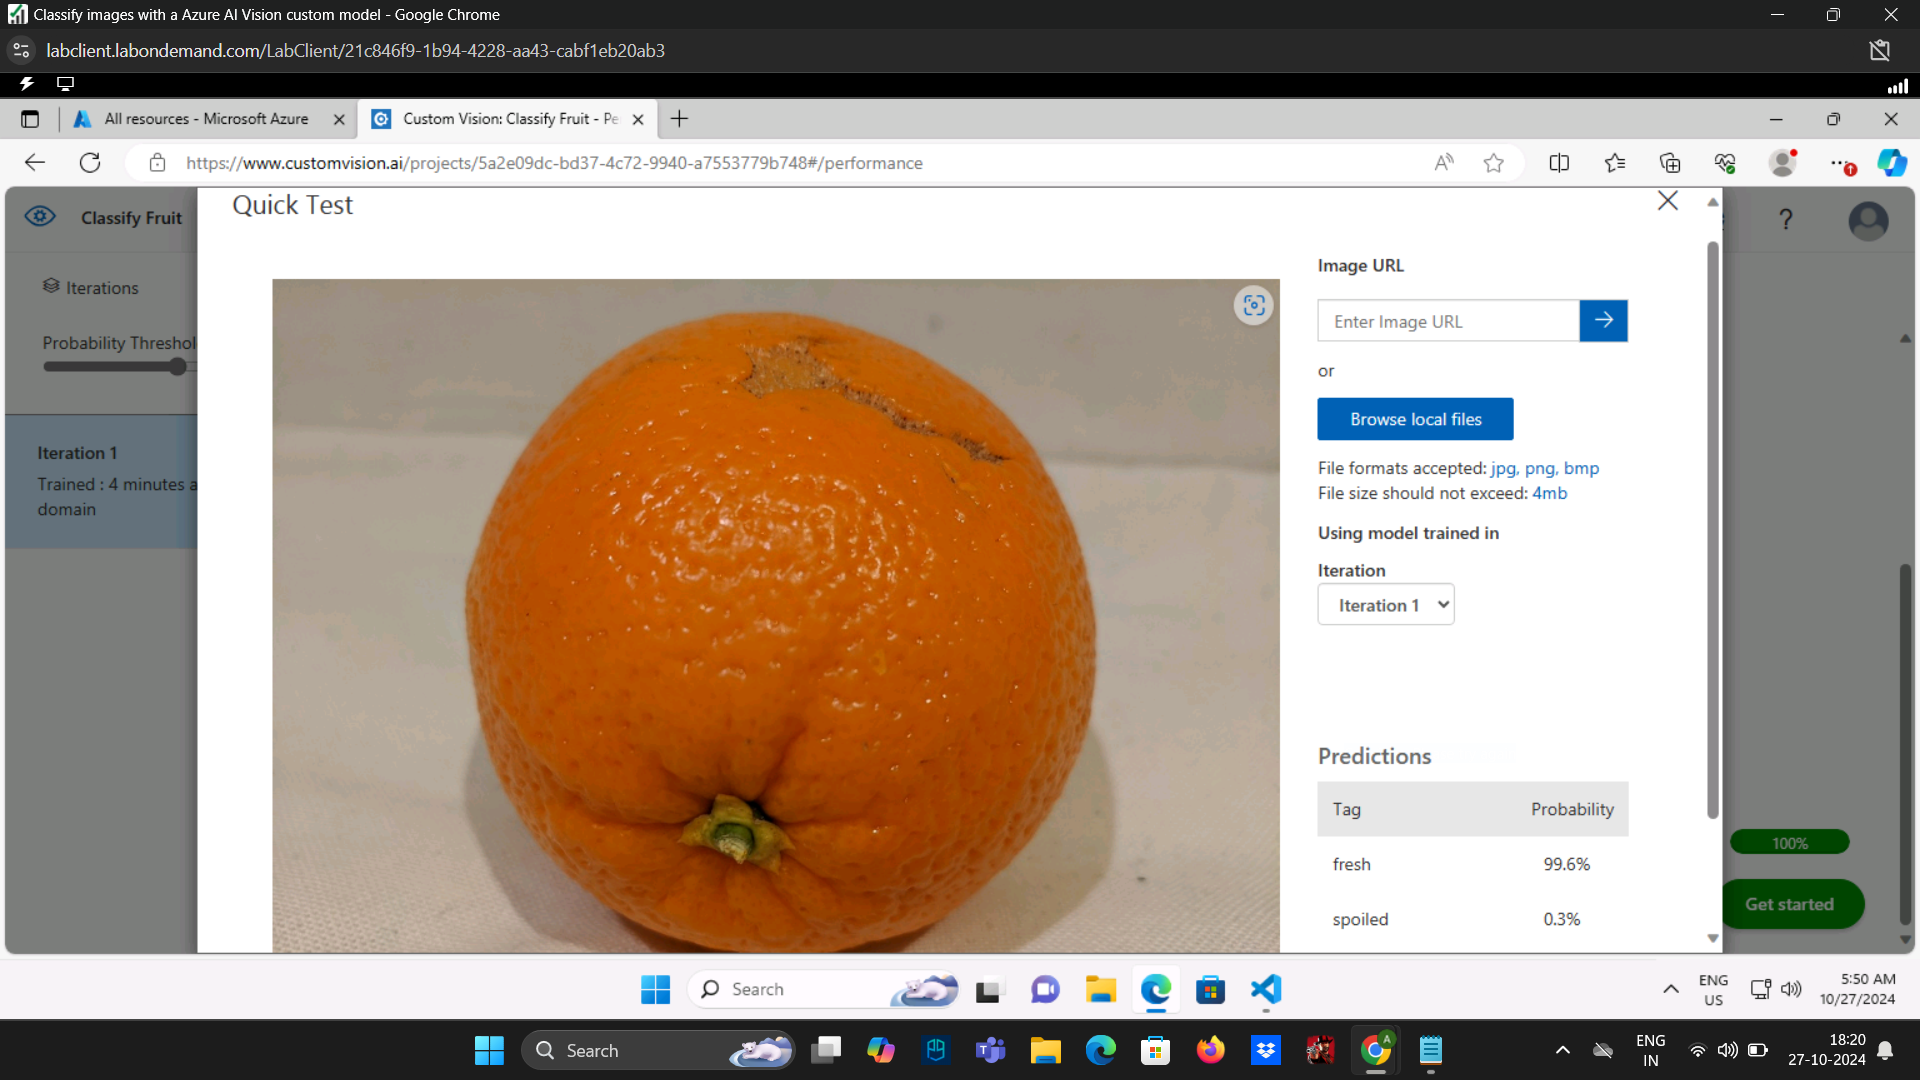 Classify images with a Azure AI Vision custom model - Google Chrome
labclient.labondemand.com/LabClient/21c846f9-1b94-4228-aa43-cabf1eb20ab3
All resources - Microsoft Azure
Custom Vision: Classify Fruit - Pe
https://www.customvision.ai/projects/5a2e09dc-bd37-4c72-9940-a7553779b748#/performance
Classify Fruit
Quick Test
?
Iterations
Probability Threshol
Iteration 1
Trained : 4 minutes a
domain
Image URL
Enter Image URL
or
Browse local files
File formats accepted: jpg, png, bmp
File size should not exceed: 4mb
Using model trained in
Iteration
Iteration 1
Predictions
Tag Probability
fresh 99.6%
spoiled 0.3%
100%
Get started
Search
ENG
US
5:50 AM
10/27/2024
Search
ENG
IN
18:20
27-10-2024